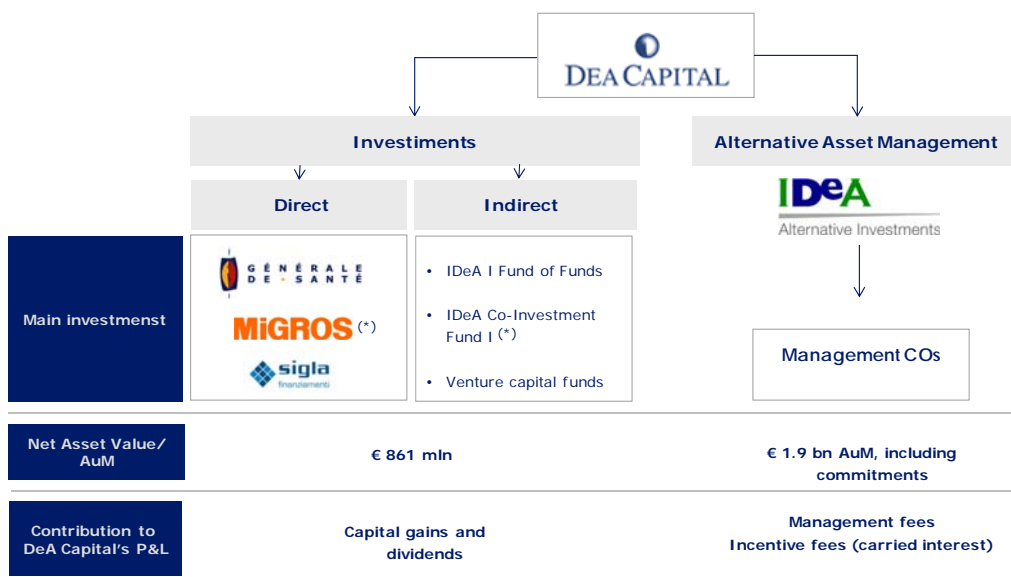 DEA CAPITAL
Investiments
Alternative Asset Management
Direct
Indirect
IDeA
Alternative Investments
Main investmenst
GÉNÉRALE
DE - SANTÉ
MiGROS (*)
sigla
finanziamenti
• IDeA I Fund of Funds
• IDeA Co-Investment
Fund I (*)
• Venture capital funds
Management COs
Net Asset Value/
AuM
€ 861 mln
€ 1.9 bn AuM, including
commitments
Contribution to
DeA Capital's P&L
Capital gains and
dividends
Management fees
Incentive fees (carried interest)